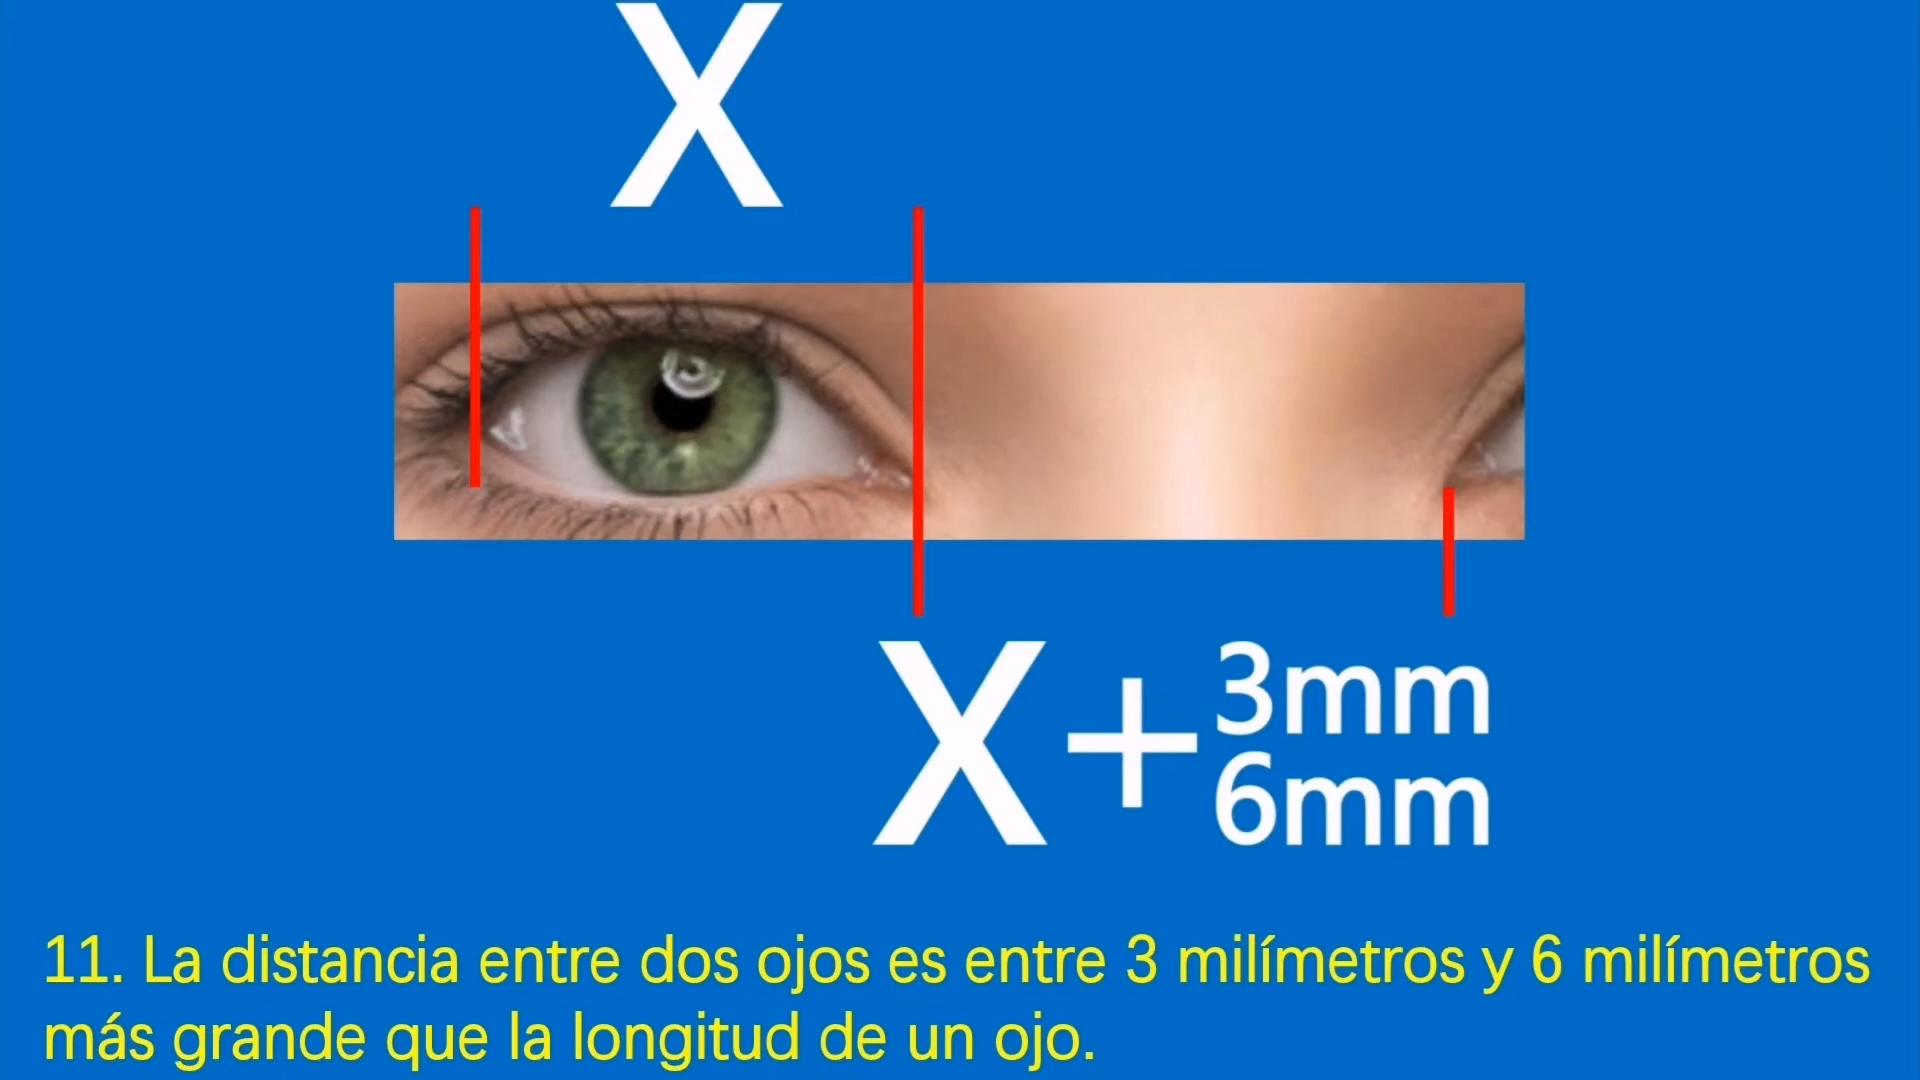 X
X+3mm
6mm
11. La distancia entre dos ojos es entre 3 milímetros y 6 milímetros
más grande que la longitud de un ojo.